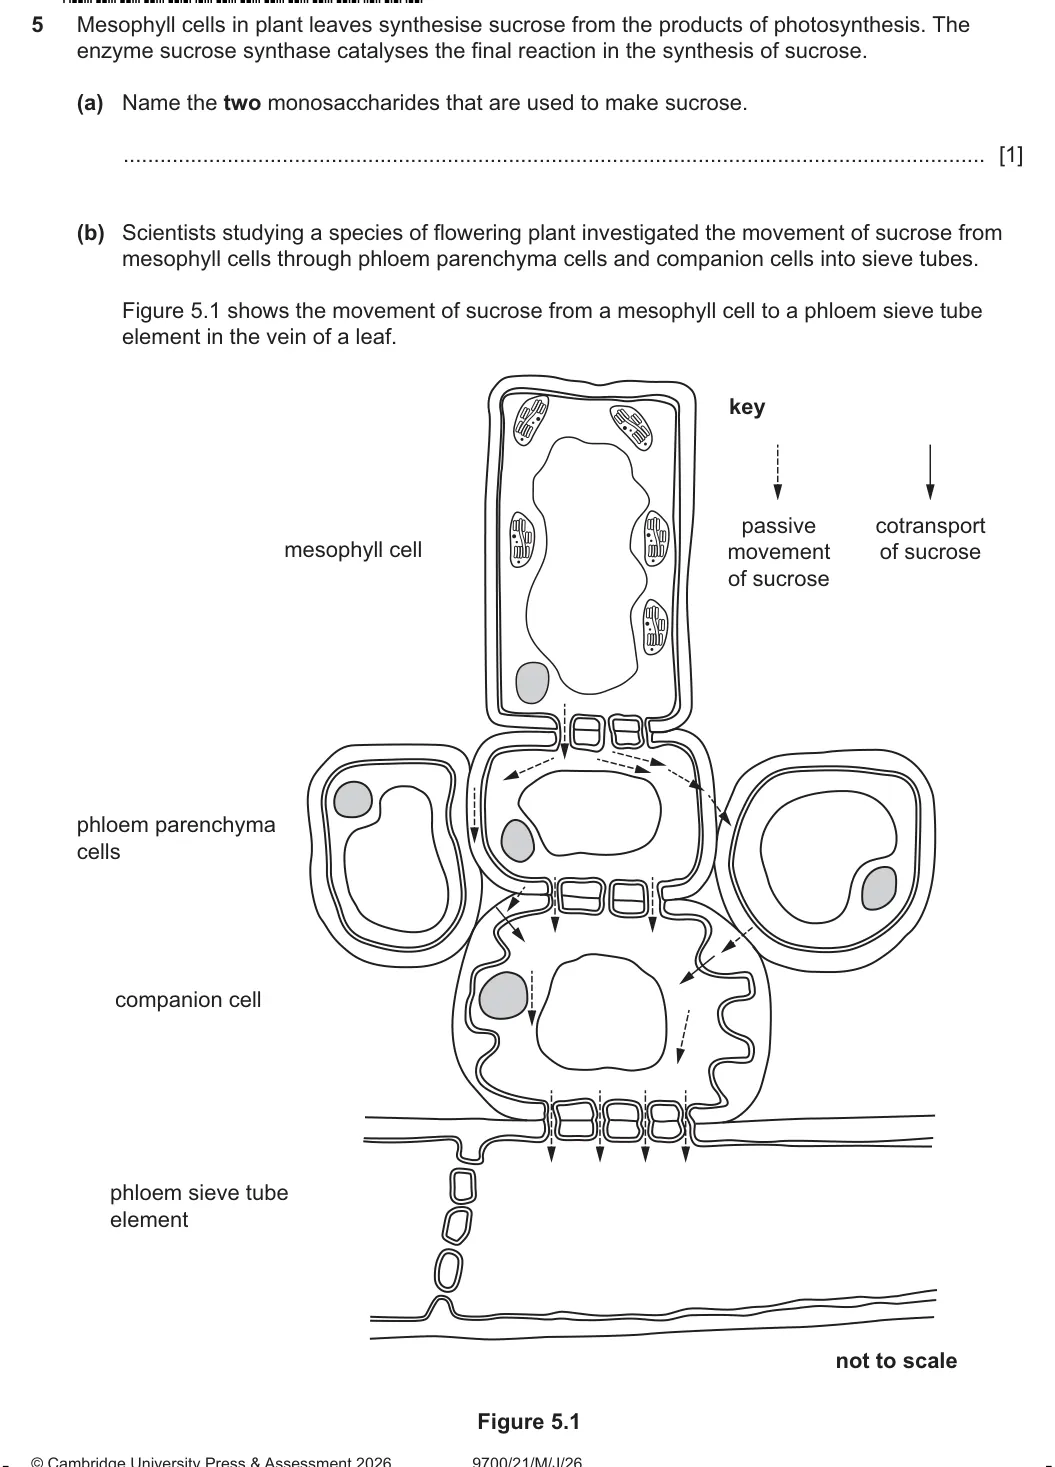 5 Mesophyll cells in plant leaves synthesise sucrose from the products of photosynthesis. The
enzyme sucrose synthase catalyses the final reaction in the synthesis of sucrose.
(a) Name the two monosaccharides that are used to make sucrose.
............................................................................................................................................. [1]
(b) Scientists studying a species of flowering plant investigated the movement of sucrose from
mesophyll cells through phloem parenchyma cells and companion cells into sieve tubes.
Figure 5.1 shows the movement of sucrose from a mesophyll cell to a phloem sieve tube
element in the vein of a leaf.
key
passive
movement
of sucrose
cotransport
of sucrose
mesophyll cell
phloem parenchyma
cells
companion cell
phloem sieve tube
element
not to scale
Figure 5.1
© Cambridge University Press & Assessment 2026 9700/21/M/J/26